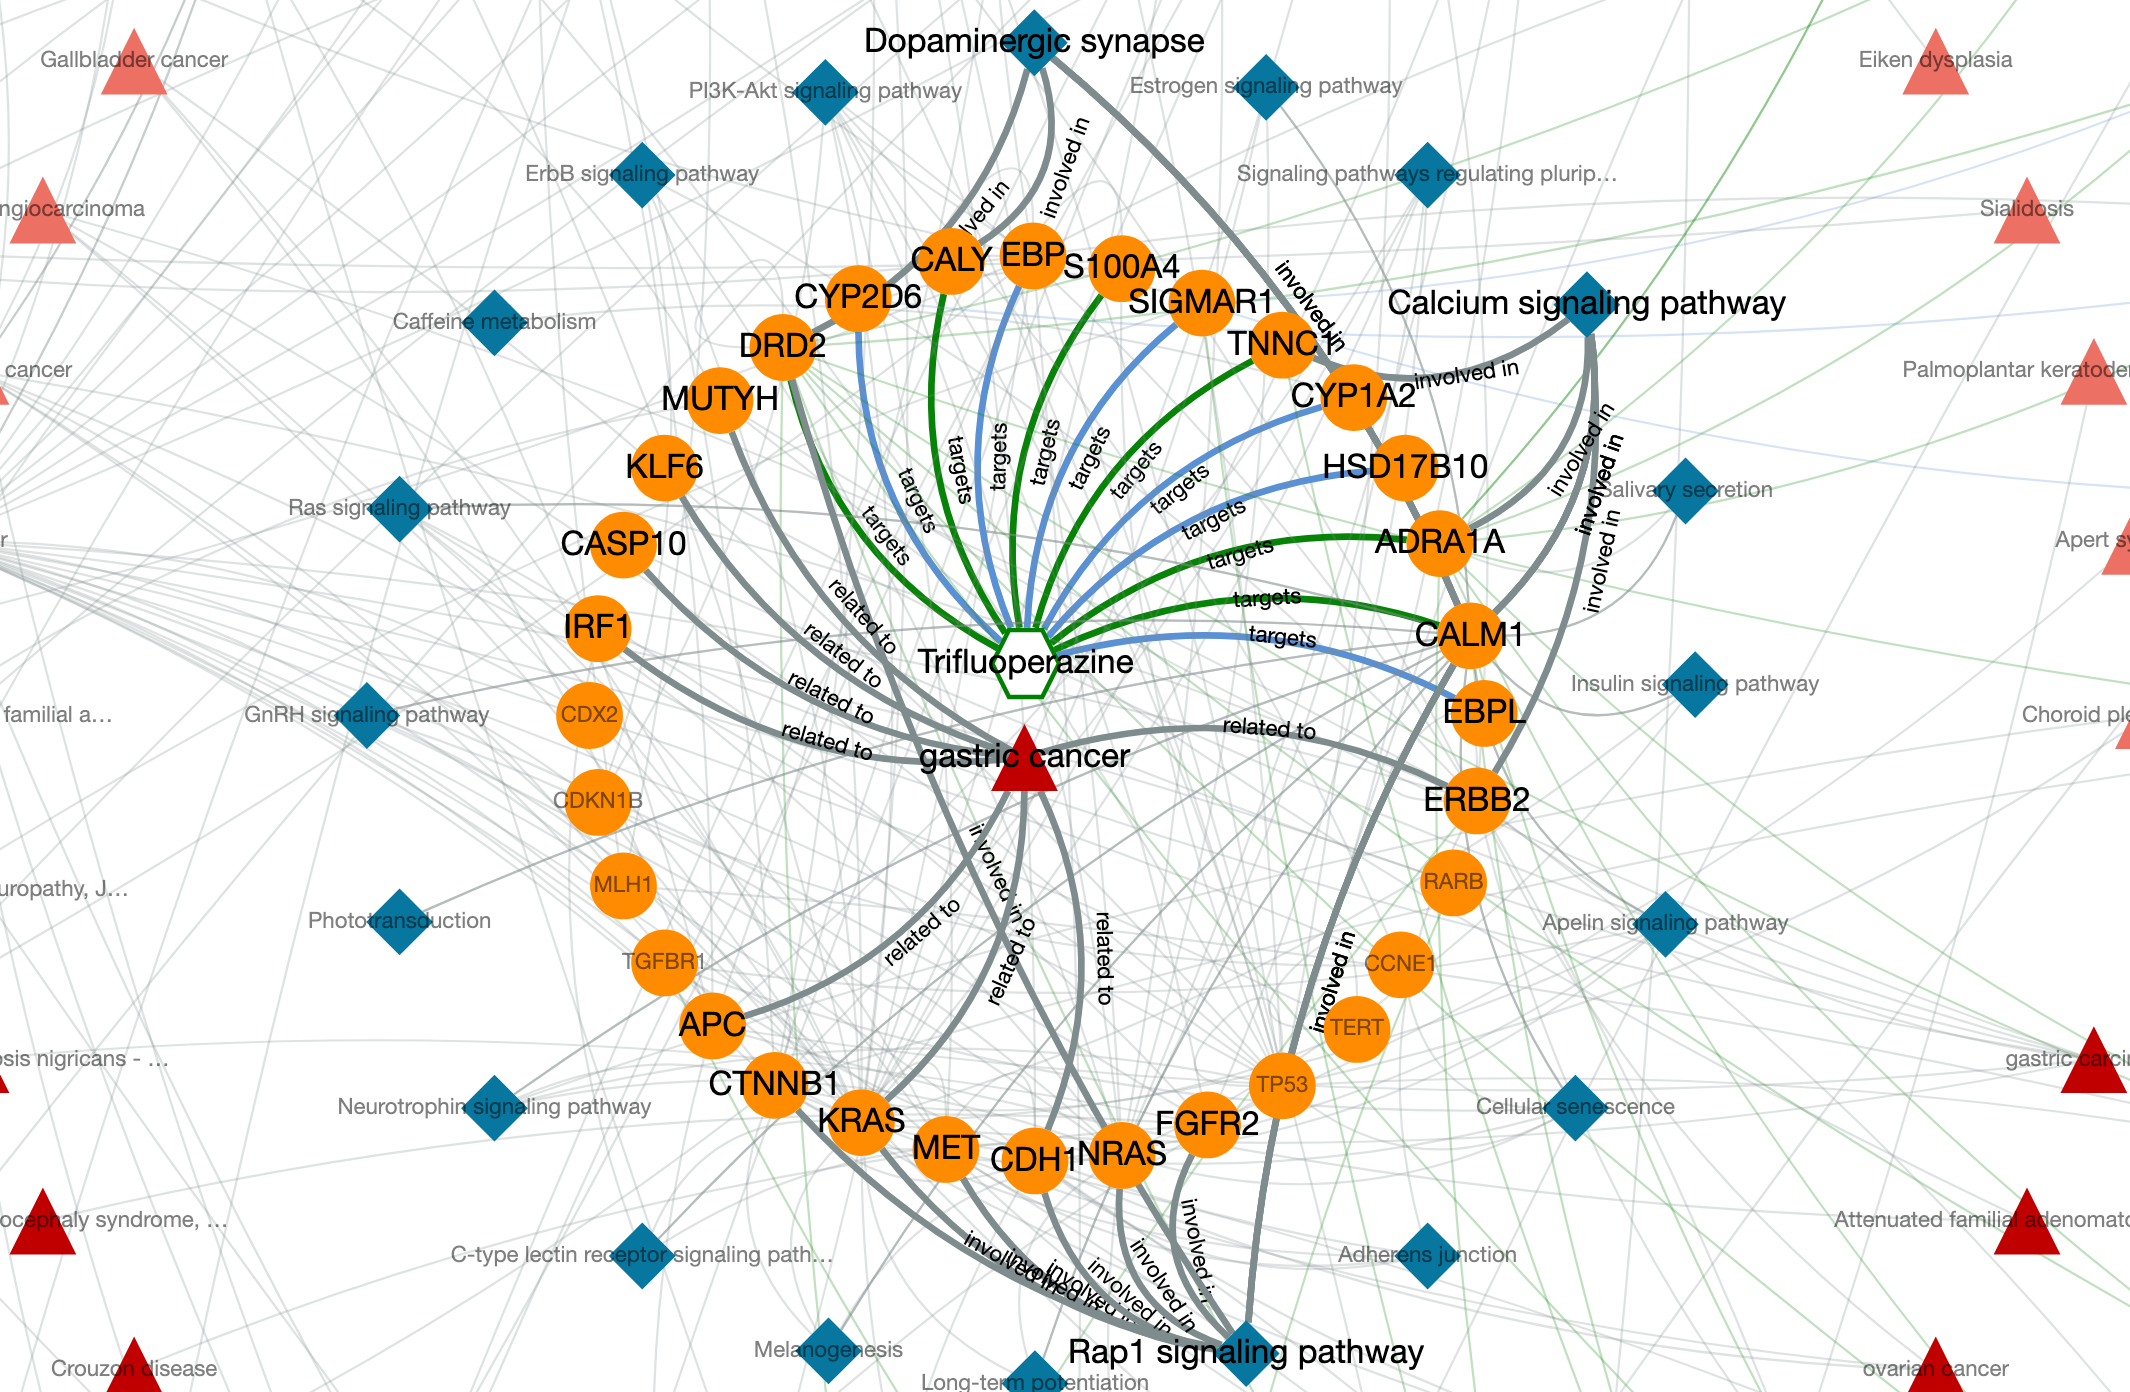 Dopaminergic synapse
Gallbladder cancer
Eiken dysplasia
PI3K-Akt signaling pathway
Estrogen signaling pathway
involved in
ErbB signaling pathway
Signaling pathways regulating plurip…
ngiocarcinoma
lved in
Sialidosis
CALY
EBP
S100A4
CYP2D6
SIGMAR1
involved in
Calcium signaling pathway
Caffeine metabolism
DRD2
TNNC1
cancer
involved in
Palmoplantar keratoder
MUTYH
CYP1A2
involved in
KLF6
targets
targets
targets
targets
targets
targets
HSD17B10
involved in
Salivary secretion
Ras signaling pathway
targets
targets
targets
involved in
CASP10
targets
ADRA1A
r
Apert sy
IRF1
related to
targets
CALM1
related to
targets
Trifluoperazine
related to
Insulin signaling pathway
familial a…
GnRH signaling pathway
CDX2
related to
related to
EBPL
Choroid ple
gastric cancer
CDKN1B
ERBB2
involved in
MLH1
RARB
uropathy, J…
Phototransduction
related to
related to
related to
Apelin signaling pathway
TGFBR1
involved in
CCNE1
APC
TERT
osis nigricans - …
gastric carcin
CTNNB1
TP53
Neurotrophin signaling pathway
KRAS
FGFR2
Cellular senescence
MET
CDH1
NRAS
ocephaly syndrome, …
Attenuated familial adenomato
involved i…
C-type lectin receptor signaling path…
involved in
involved in
involved in
involved in
involved in
Adherens junction
Melanogenesis
Rap1 signaling pathway
Crouzon disease
Long-term potentiation
ovarian cancer